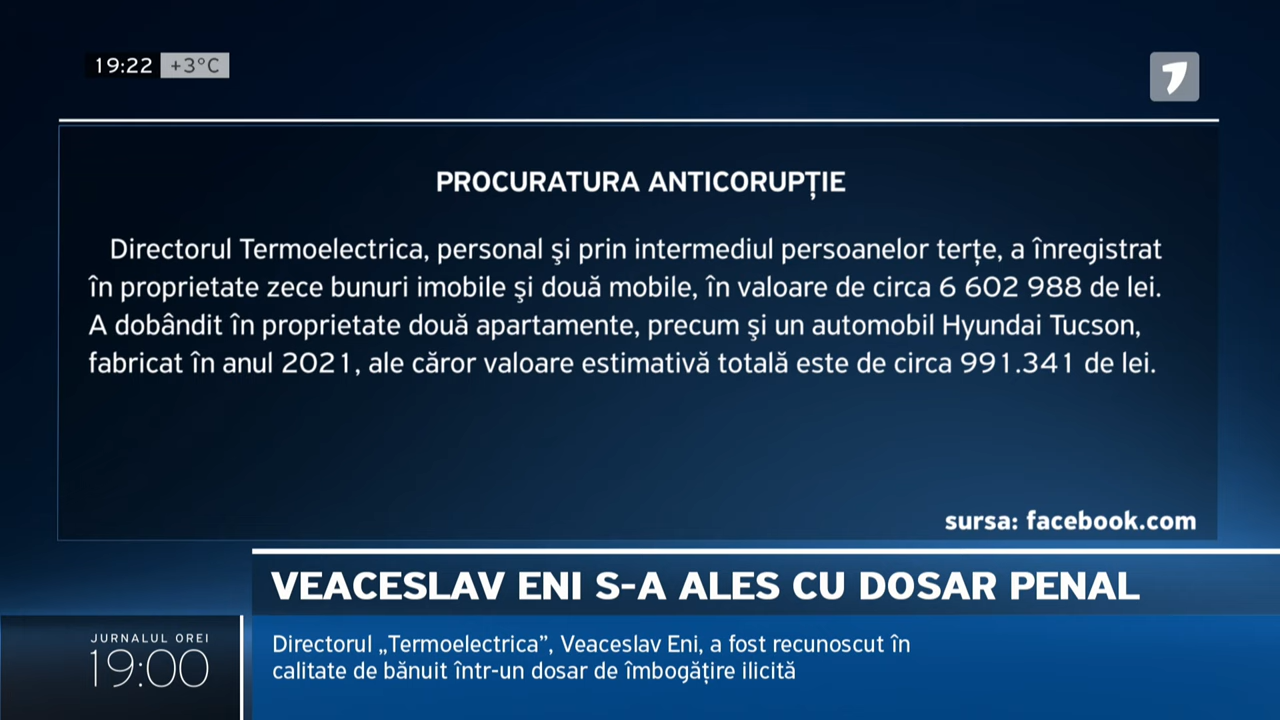 19:22 +3°C
PROCURATURA ANTICORUPȚIE
Directorul Termoelectrica, personal și prin intermediul persoanelor terțe, a înregistrat
în proprietate zece bunuri imobile și două mobile, în valoare de circa 6 602 988 de lei.
A dobândit în proprietate două apartamente, precum și un automobil Hyundai Tucson,
fabricat în anul 2021, ale căror valoare estimativă totală este de circa 991.341 de lei.
sursa: facebook.com
VEACESLAV ENI S-A ALES CU DOSAR PENAL
JURNALUL OREI
19:00
Directorul „Termoelectrica”, Veaceslav Eni, a fost recunoscut în
calitate de bănuit într-un dosar de îmbogățire ilicită